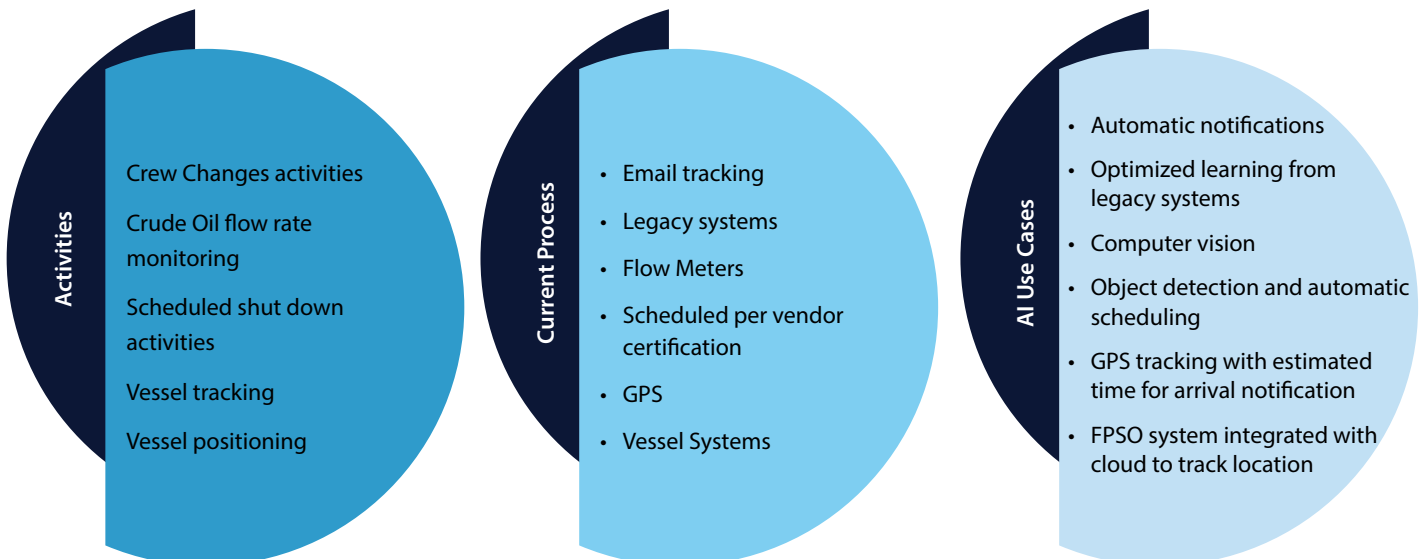 Activities
Crew Changes activities
Crude Oil flow rate
monitoring
Scheduled shut down
activities
Vessel tracking
Vessel positioning
Current Process
• Email tracking
• Legacy systems
• Flow Meters
• Scheduled per vendor
certification
• GPS
• Vessel Systems
AI Use Cases
• Automatic notifications
• Optimized learning from
legacy systems
• Computer vision
• Object detection and automatic
scheduling
• GPS tracking with estimated
time for arrival notification
• FPSO system integrated with
cloud to track location